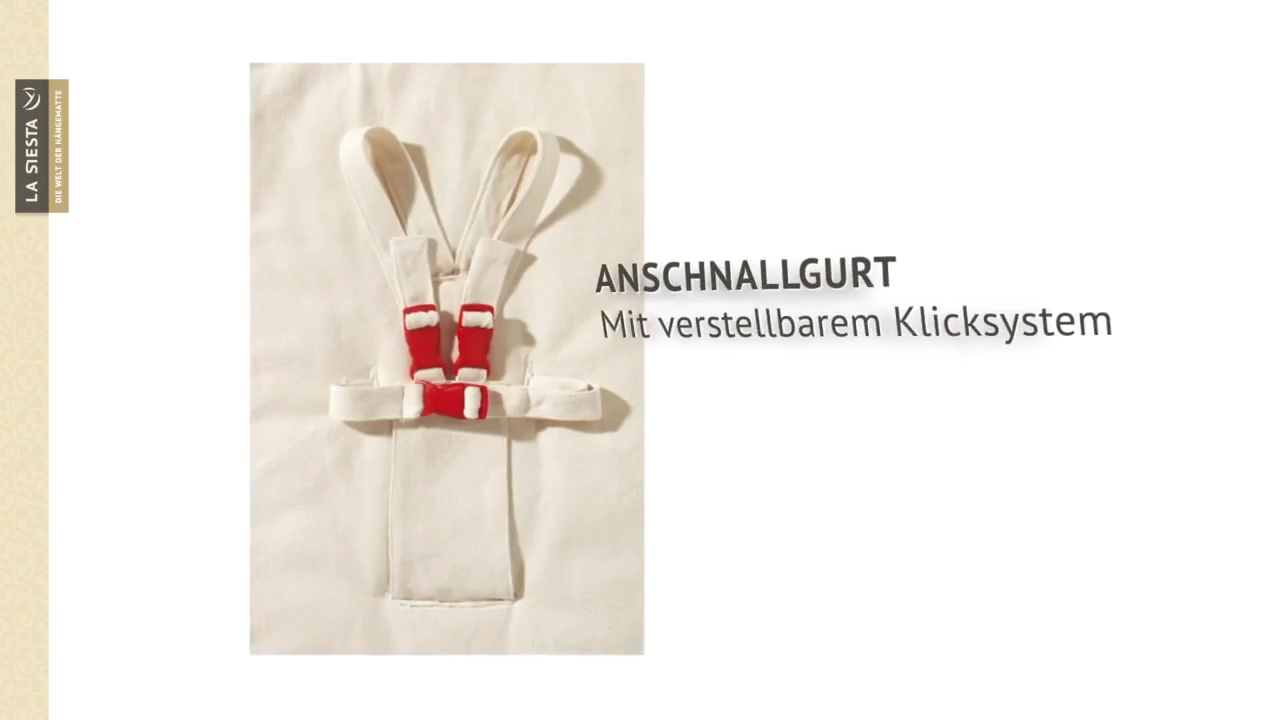 LA SIESTA
DIE WELT DER HÄNGEMATTE
ANSCHNALLGURT
Mit verstellbarem Klicksystem